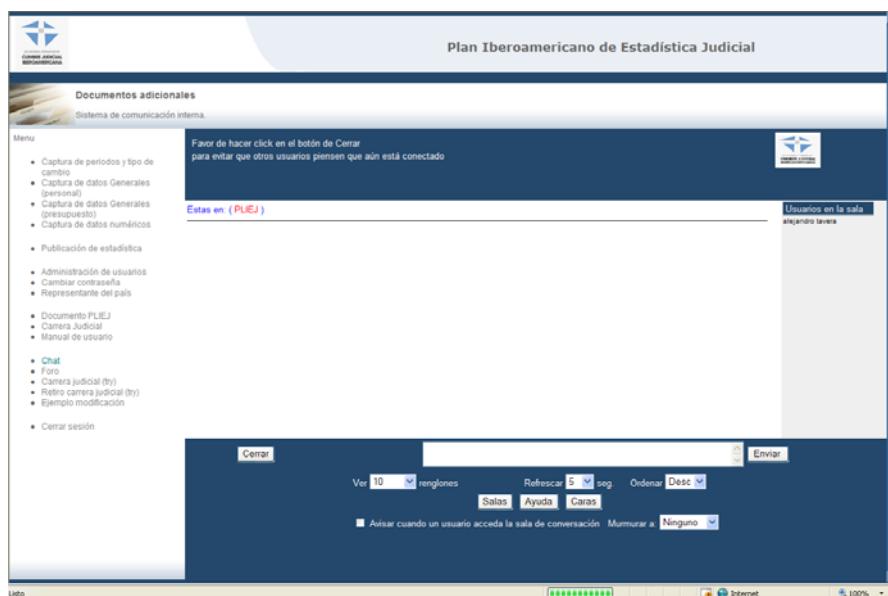 CUMBRE JUDICIAL
IBEROAMERICANA
Plan Iberoamericano de Estadística Judicial
Documentos adicionales
Sistema de comunicación interna.
Menu
Captura de periodos y tipo de
cambio
Captura de datos Generales
(personal)
Captura de datos Generales
(presupuesto)
Captura de datos numéricos
Publicación de estadística
Administración de usuarios
Cambiar contraseña
Representante del país
Documento PLIEJ
Carrera Judicial
Manual de usuario
Chat
Foro
Carrera judicial (try)
Retiro carrera judicial (try)
Ejemplo modificación
Cerrar sesión
Favor de hacer click en el botón de Cerrar
para evitar que otros usuarios piensen que aún está conectado
CUMBRE JUDICIAL
IBEROAMERICANA
Estas en: ( PLIEJ )
Usuarios en la sala
alejandro tavera
Cerrar
Enviar
Ver 10 renglones Refrescar 5 seg. Ordenar Desc
Salas Ayuda Caras
Avisar cuando un usuario acceda la sala de conversación Murmurar a: Ninguno
Listo Internet 100%